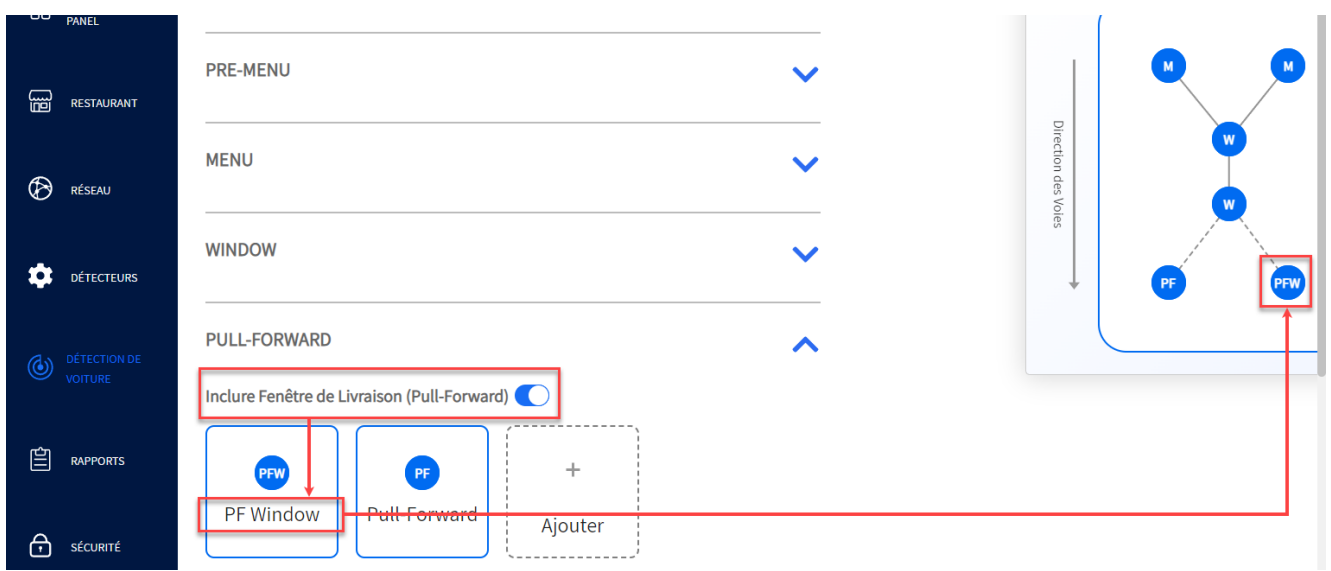 PANEL
RESTAURANT
RÉSEAU
DÉTECTEURS
DÉTECTION DE
VOITURE
RAPPORTS
SÉCURITÉ
PRE-MENU
MENU
WINDOW
PULL-FORWARD
Inclure Fenêtre de Livraison (Pull-Forward)
PFW
PF Window
PF
Pull-Forward
+
Ajouter
Direction des Voies
M
M
W
W
PF
PFW